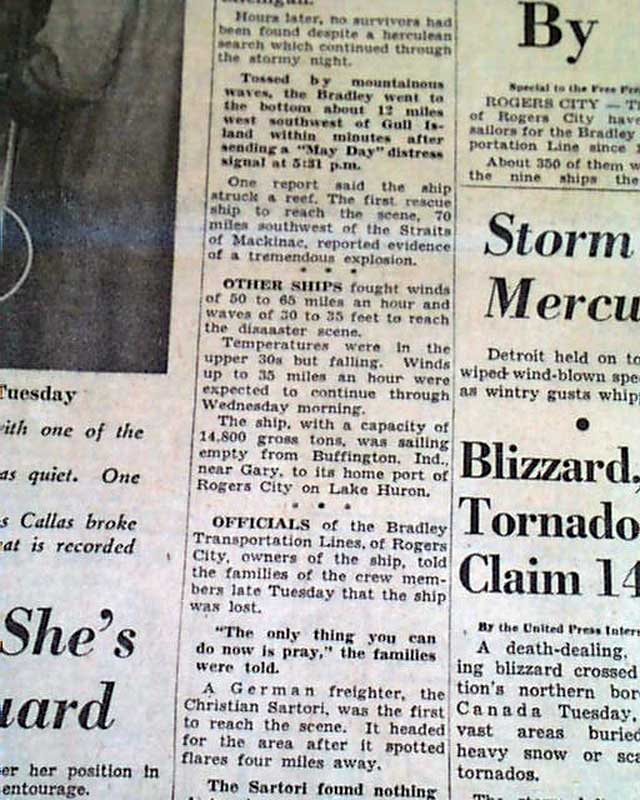 Hours later, no survivors had
been found despite a herculean
search which continued through
the stormy night.
Tossed by mountainous
waves, the Bradley went to
the bottom about 12 miles
west southwest of Gull Is-
land within minutes after
sending a "May Day" distress
signal at 5:31 p.m.
One report said the ship
struck a reef. The first rescue
ship to reach the scene, 70
miles southwest of the Straits
of Mackinac, reported evidence
of a tremendous explosion.
* * *
OTHER SHIPS fought winds
of 50 to 65 miles an hour and
waves of 30 to 35 feet to reach
the disaaster scene.
Temperatures were in the
upper 30s but falling. Winds
up to 35 miles an hour were
expected to continue through
Wednesday morning.
The ship, with a capacity of
14,800 gross tons, was sailing
empty from Buffington, Ind.,
near Gary, to its home port of
Rogers City on Lake Huron.
* * *
OFFICIALS of the Bradley
Transportation Lines, of Rogers
City, owners of the ship, told
the families of the crew mem-
bers late Tuesday that the ship
was lost.
"The only thing you can
do now is pray," the families
were told.
A German freighter, the
Christian Sartori, was the first
to reach the scene. It headed
for the area after it spotted
flares four miles away.
The Sartori found nothing
Tuesday
with one of the
as quiet. One
s Callas broke
at is recorded
She's
uard
er her position in
entourage.
By
Special to the Free Pre
ROGERS CITY — T
of Rogers City have
sailors for the Bradley
portation Line since 1
About 350 of them w
the nine ships the
Storm
Mercu
Detroit held on to
wiped wind-blown spe
as wintry gusts whip
●
Blizzard,
Tornado
Claim 14
By the United Press Inter
A death-dealing,
ing blizzard crossed
tion's northern bor
Canada Tuesday,
vast areas buried
heavy snow or sca
tornados.